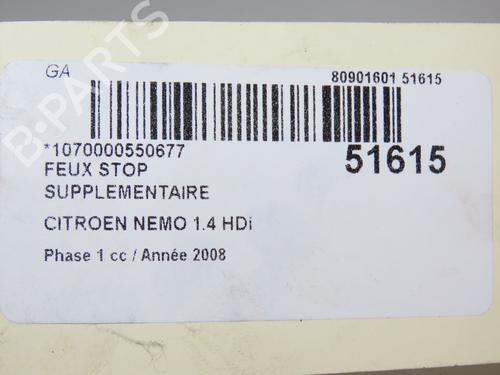 GA
80901601 51615
*1070000550677
51615
FEUX STOP
SUPPLEMENTAIRE
CITROEN NEMO 1.4 HDi
Phase 1 cc / Année 2008
B-PARTS